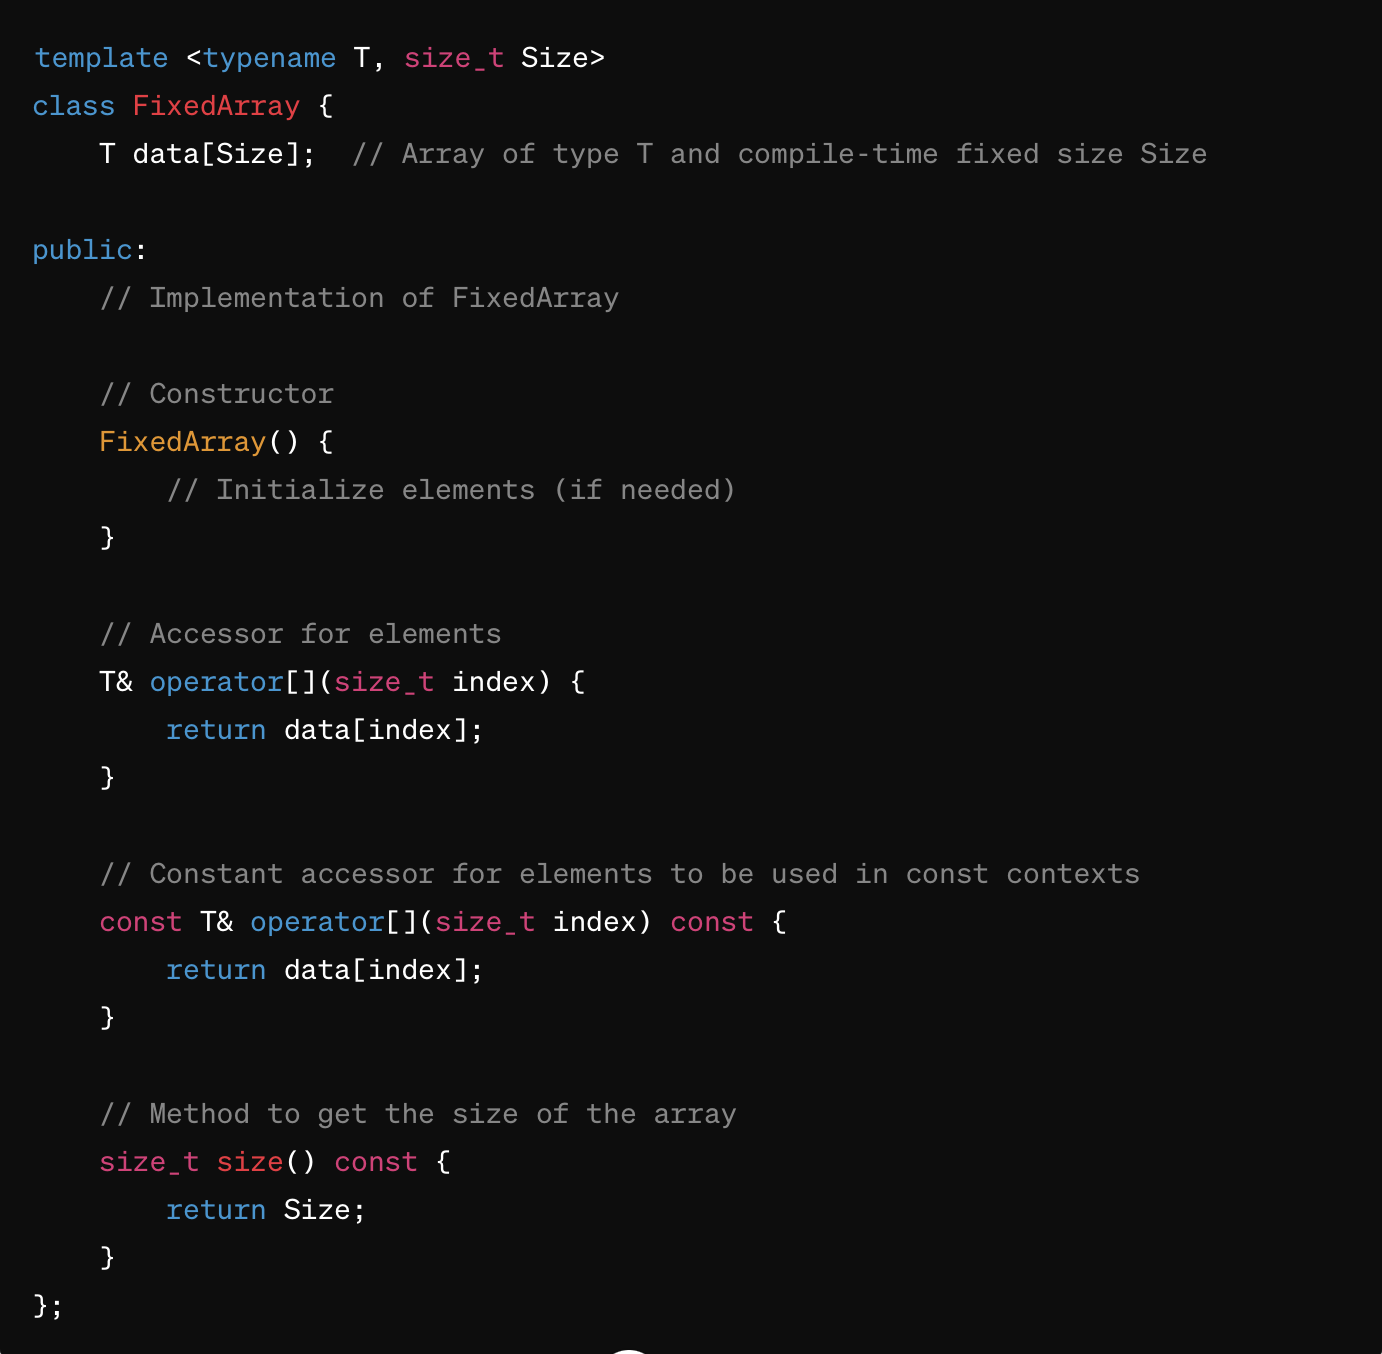 template <typename T, size_t Size>
class FixedArray {
    T data[Size];  // Array of type T and compile-time fixed size Size

public:
    // Implementation of FixedArray

    // Constructor
    FixedArray() {
        // Initialize elements (if needed)
    }

    // Accessor for elements
    T& operator[](size_t index) {
        return data[index];
    }

    // Constant accessor for elements to be used in const contexts
    const T& operator[](size_t index) const {
        return data[index];
    }

    // Method to get the size of the array
    size_t size() const {
        return Size;
    }
};